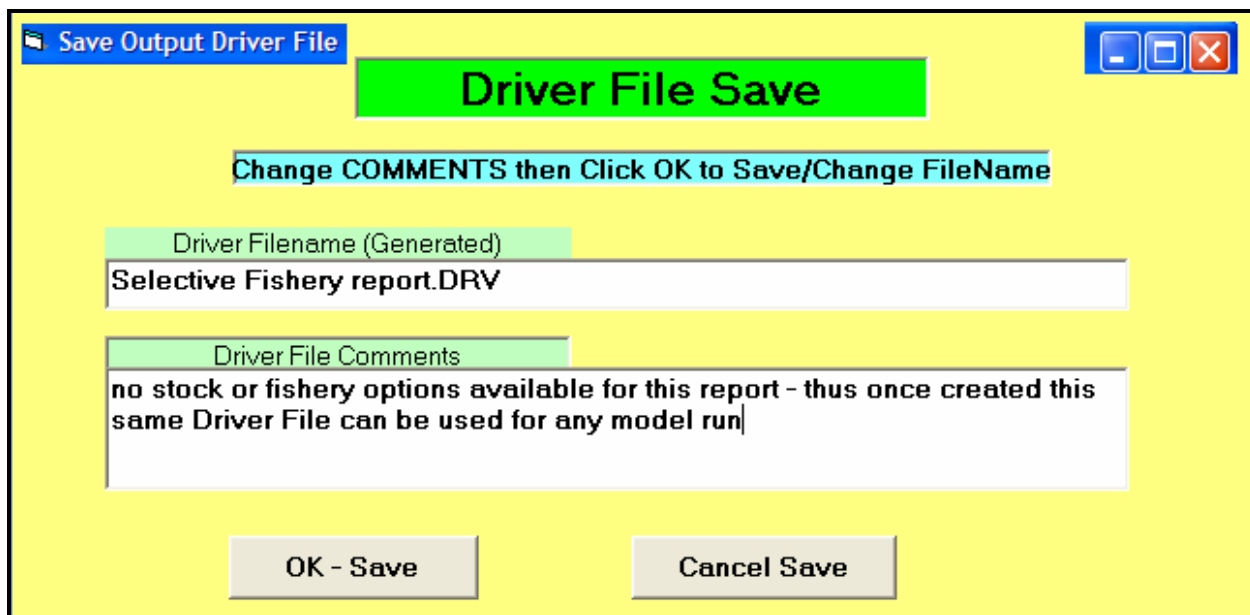 Save Output Driver File
Driver File Save
Change COMMENTS then Click OK to Save/Change FileName
Driver Filename (Generated)
Selective Fishery report.DRV
Driver File Comments
no stock or fishery options available for this report - thus once created this
same Driver File can be used for any model run
OK - Save
Cancel Save